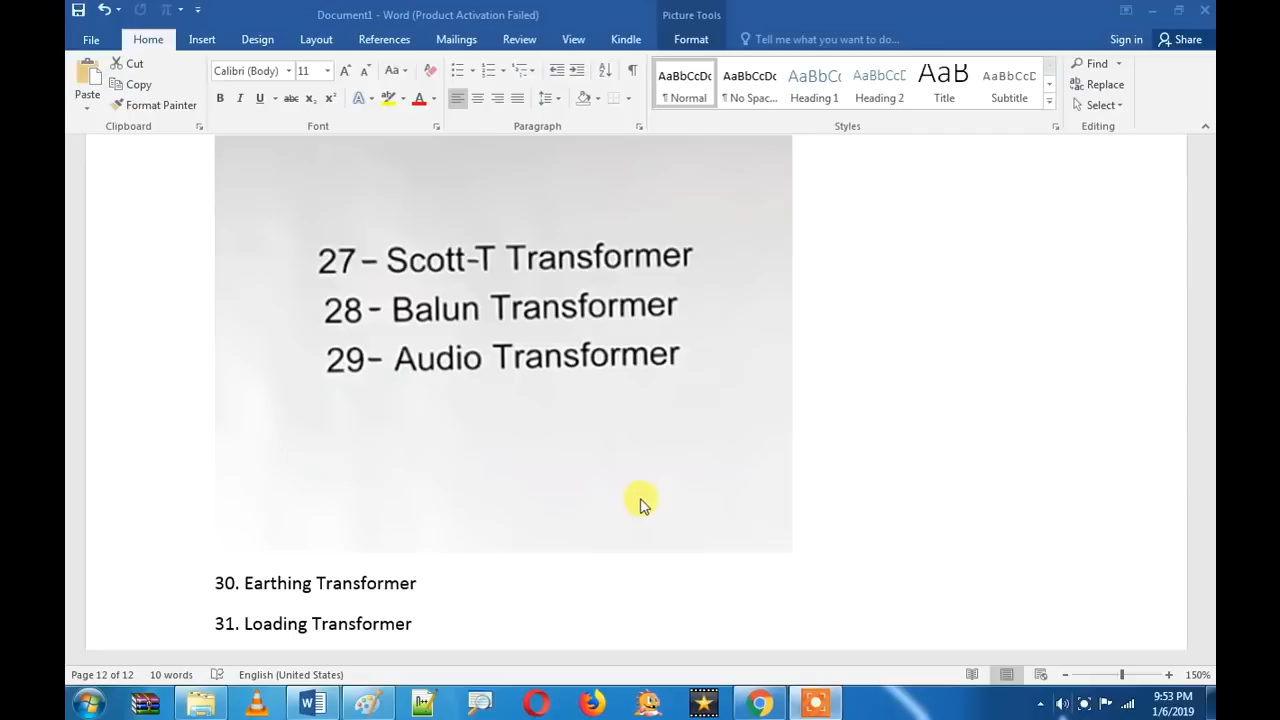 Document1 - Word (Product Activation Failed)
Picture Tools
File
Home
Insert
Design
Layout
References
Mailings
Review
View
Kindle
Format
Tell me what you want to do...
Sign in
Share
Paste
Cut
Copy
Format Painter
Clipboard
Calibri (Body)
11
Font
Paragraph
AaBbCcDc
¶ Normal
AaBbCcDc
¶ No Spac...
AaBbCc
Heading 1
AaBbCcD
Heading 2
AaB
Title
AaBbCcD
Subtitle
Styles
Find
Replace
Select
Editing
27- Scott-T Transformer
28- Balun Transformer
29- Audio Transformer
30. Earthing Transformer
31. Loading Transformer
Page 12 of 12
10 words
English (United States)
150%
9:53 PM
1/6/2019